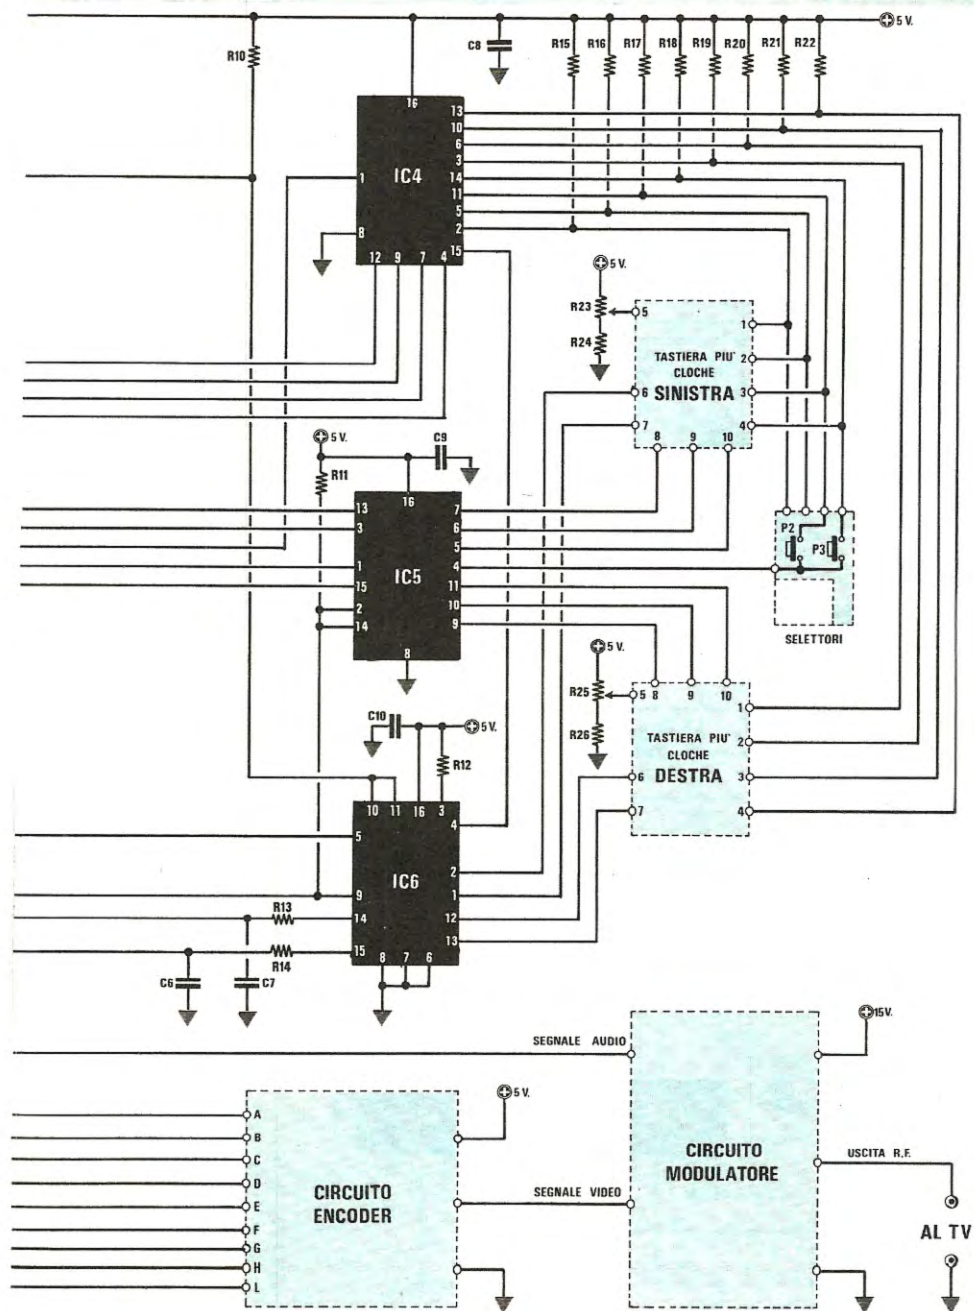 5 V.
R10
C8
R15 R16 R17 R18 R19 R20 R21 R22
16
13
10
6
3
IC4
1
14
11
5
2
8
15
12 9 7 4
5 V.
R23
5
R24
1
TASTIERA PIU'
2
CLOCHE
SINISTRA
6
3
7
4
8 9 10
5 V.
C9
R11
16
13
7
3
6
5
P2
P3
1
4
IC5
15
11
2
10
14
9
8
SELETTORI
5 V.
R25
5 8 9 10
R26
1
C10
5 V.
TASTIERA PIU'
2
CLOCHE
R12
DESTRA
6
3
10 11 16 3
7
4
4
5
IC6
2
9
1
R13
14
12
13
15
R14
8 7 6
C6
C7
15V.
SEGNALE AUDIO
5 V.
A
B
C
D
CIRCUITO
MODULATORE
USCITA R.F.
CIRCUITO
ENCODER
SEGNALE VIDEO
E
F
G
H
L
AL TV